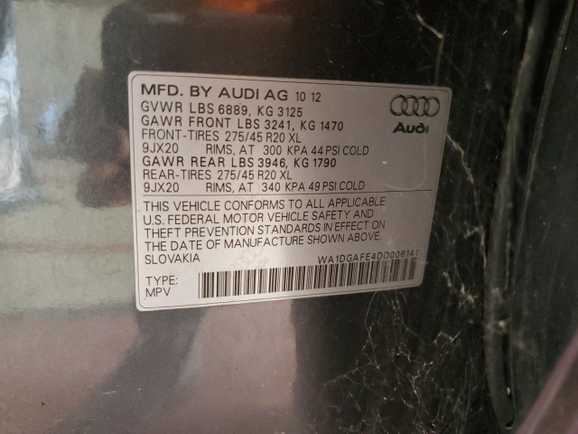 MFD. BY AUDI AG 10 12
GVWR LBS 6889, KG 3125
GAWR FRONT LBS 3241, KG 1470
FRONT-TIRES 275/45 R20 XL
9JX20 RIMS, AT 300 KPA 44 PSI COLD
GAWR REAR LBS 3946, KG 1790
REAR-TIRES 275/45 R20 XL
9JX20 RIMS, AT 340 KPA 49 PSI COLD
Audi
THIS VEHICLE CONFORMS TO ALL APPLICABLE
U.S. FEDERAL MOTOR VEHICLE SAFETY AND
THEFT PREVENTION STANDARDS IN EFFECT ON
THE DATE OF MANUFACTURE SHOWN ABOVE.
SLOVAKIA
WA1DGAFE4DD006141
TYPE:
MPV